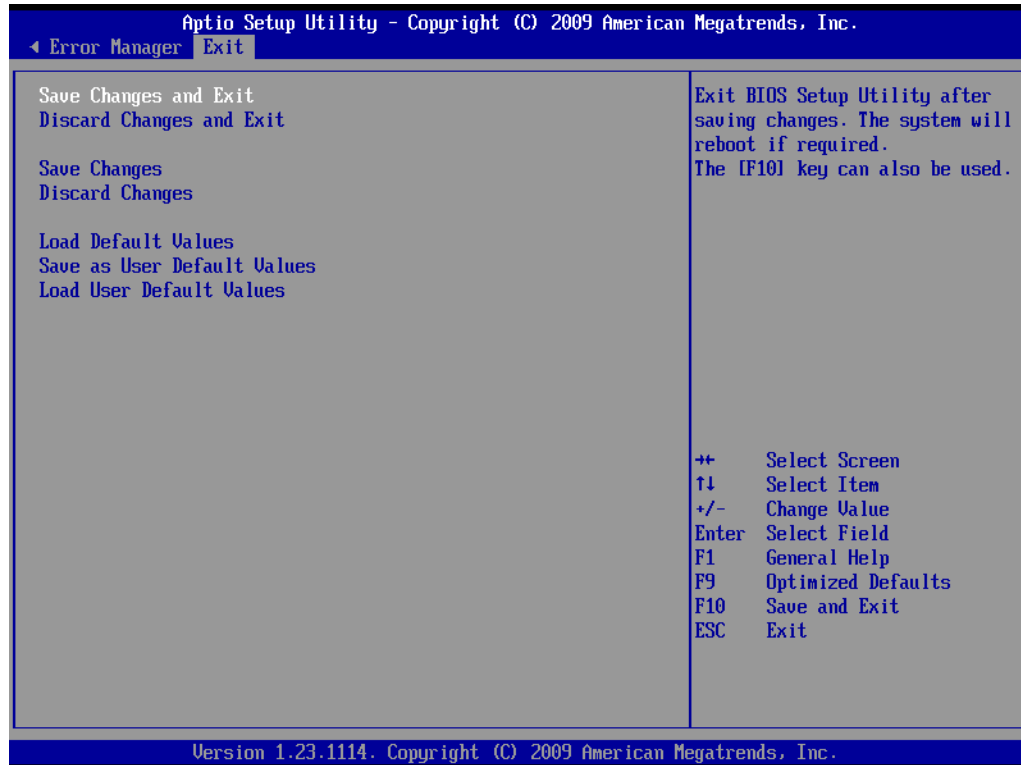 Aptio Setup Utility - Copyright (C) 2009 American Megatrends, Inc.
Error Manager Exit
Save Changes and Exit
Discard Changes and Exit
Save Changes
Discard Changes
Load Default Values
Save as User Default Values
Load User Default Values
Exit BIOS Setup Utility after
saving changes. The system will
reboot if required.
The [F10] key can also be used.
→← Select Screen
↑↓ Select Item
+/- Change Value
Enter Select Field
F1 General Help
F9 Optimized Defaults
F10 Save and Exit
ESC Exit
Version 1.23.1114. Copyright (C) 2009 American Megatrends, Inc.